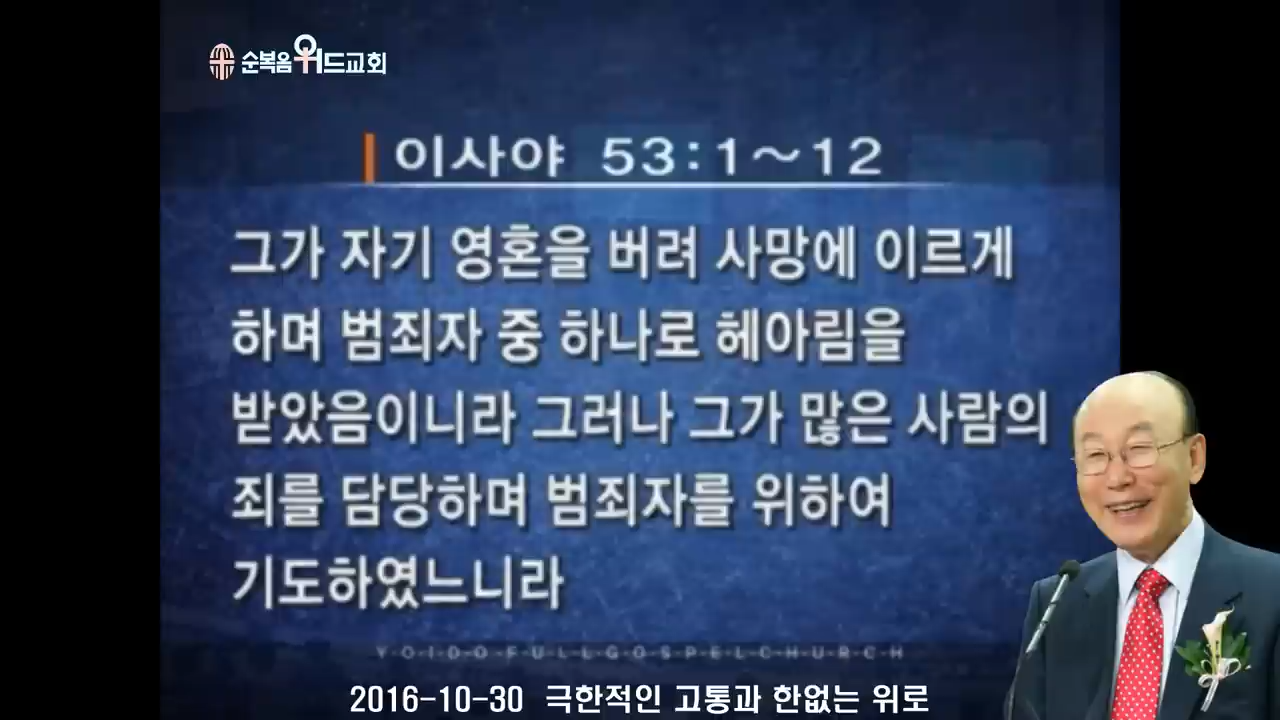 순복음위드교회
이사야 53:1~12
그가 자기 영혼을 버려 사망에 이르게
하며 범죄자 중 하나로 헤아림을
받았음이니라 그러나 그가 많은 사람의
죄를 담당하며 범죄자를 위하여
기도하였느니라
Y·O·I·D·O·F·U·L·L·G·O·S·P·E·L·C·H·U·R·C·H
2016-10-30 극한적인 고통과 한없는 위로